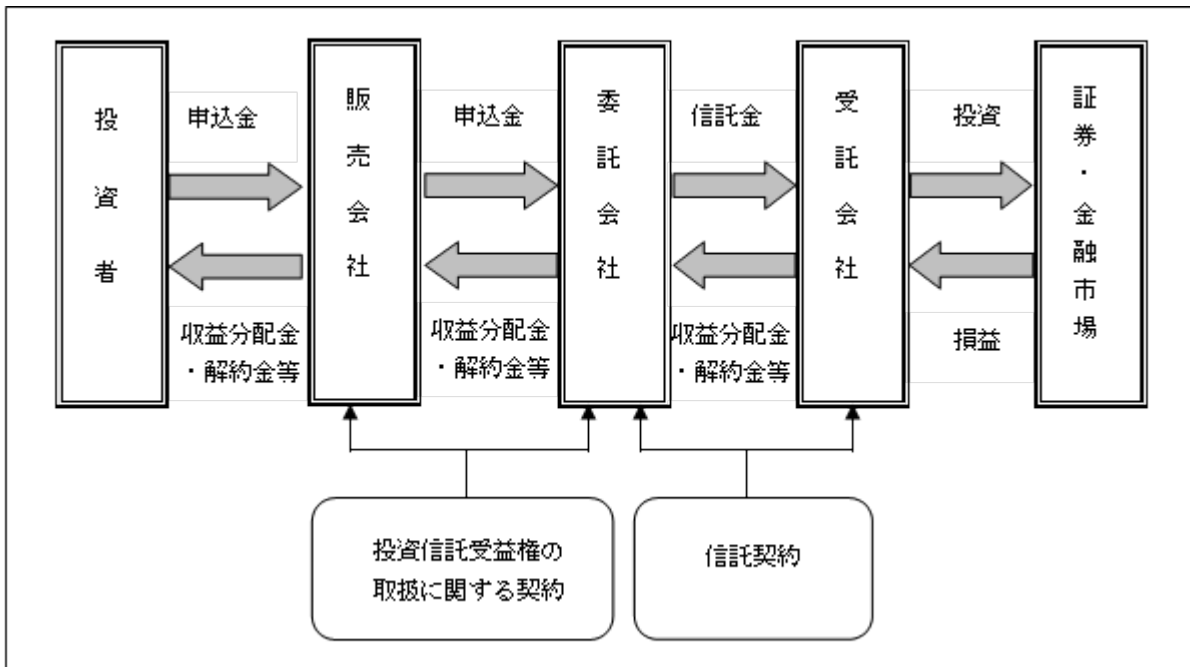 投資者
申込金
収益分配金
・解約金等
販売会社
申込金
収益分配金
・解約金等
委託会社
信託金
収益分配金
・解約金等
受託会社
投資
損益
証券・金融市場
投資信託受益権の
取扱に関する契約
信託契約